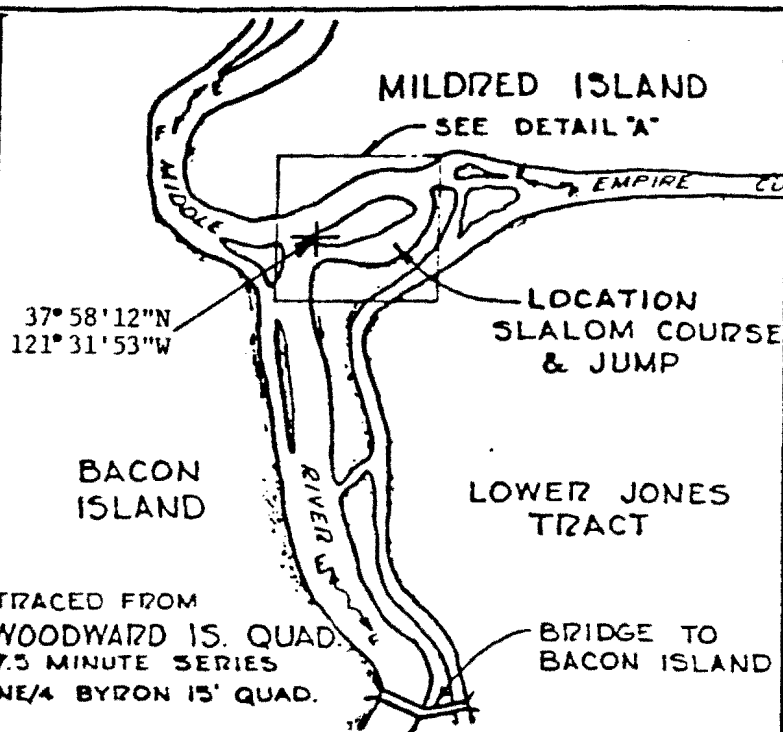 MILDRED ISLAND
SEE DETAIL "A"
E
F
MIDDLE
E
EMPIRE
37°58'12"N
121°31'53"W
LOCATION
SLALOM COURSE
& JUMP
BACON
ISLAND
RIVER
E
F
LOWER JONES
TRACT
TRACED FROM
WOODWARD IS. QUAD.
7.5 MINUTE SERIES
NE/4 BYRON 15' QUAD.
BRIDGE TO
BACON ISLAND